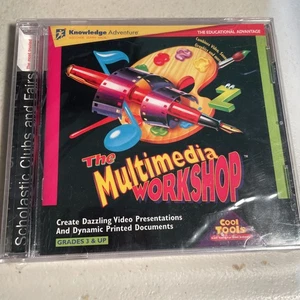 Knowledge Adventure
THE EDUCATIONAL ADVANTAGE
Scholastic Clubs and Fairs
The
Multimedia
WORKSHOP
Create Dazzling Video Presentations
And Dynamic Printed Documents
GRADES 3 & UP
COOL
TOOLS